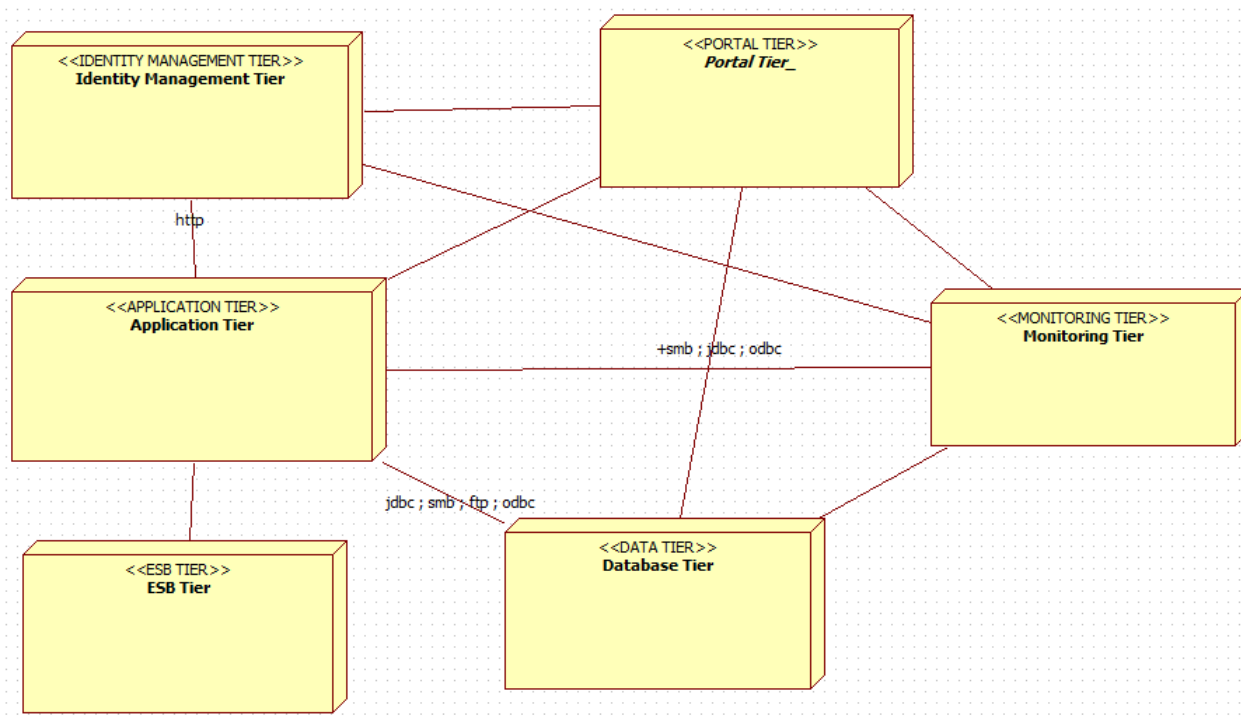 <<IDENTITY MANAGEMENT TIER>>
Identity Management Tier
<<PORTAL TIER>>
Portal Tier_
http
<<APPLICATION TIER>>
Application Tier
<<MONITORING TIER>>
Monitoring Tier
+smb ; jdbc ; odbc
jdbc ; smb ; ftp ; odbc
<<DATA TIER>>
Database Tier
<<ESB TIER>>
ESB Tier